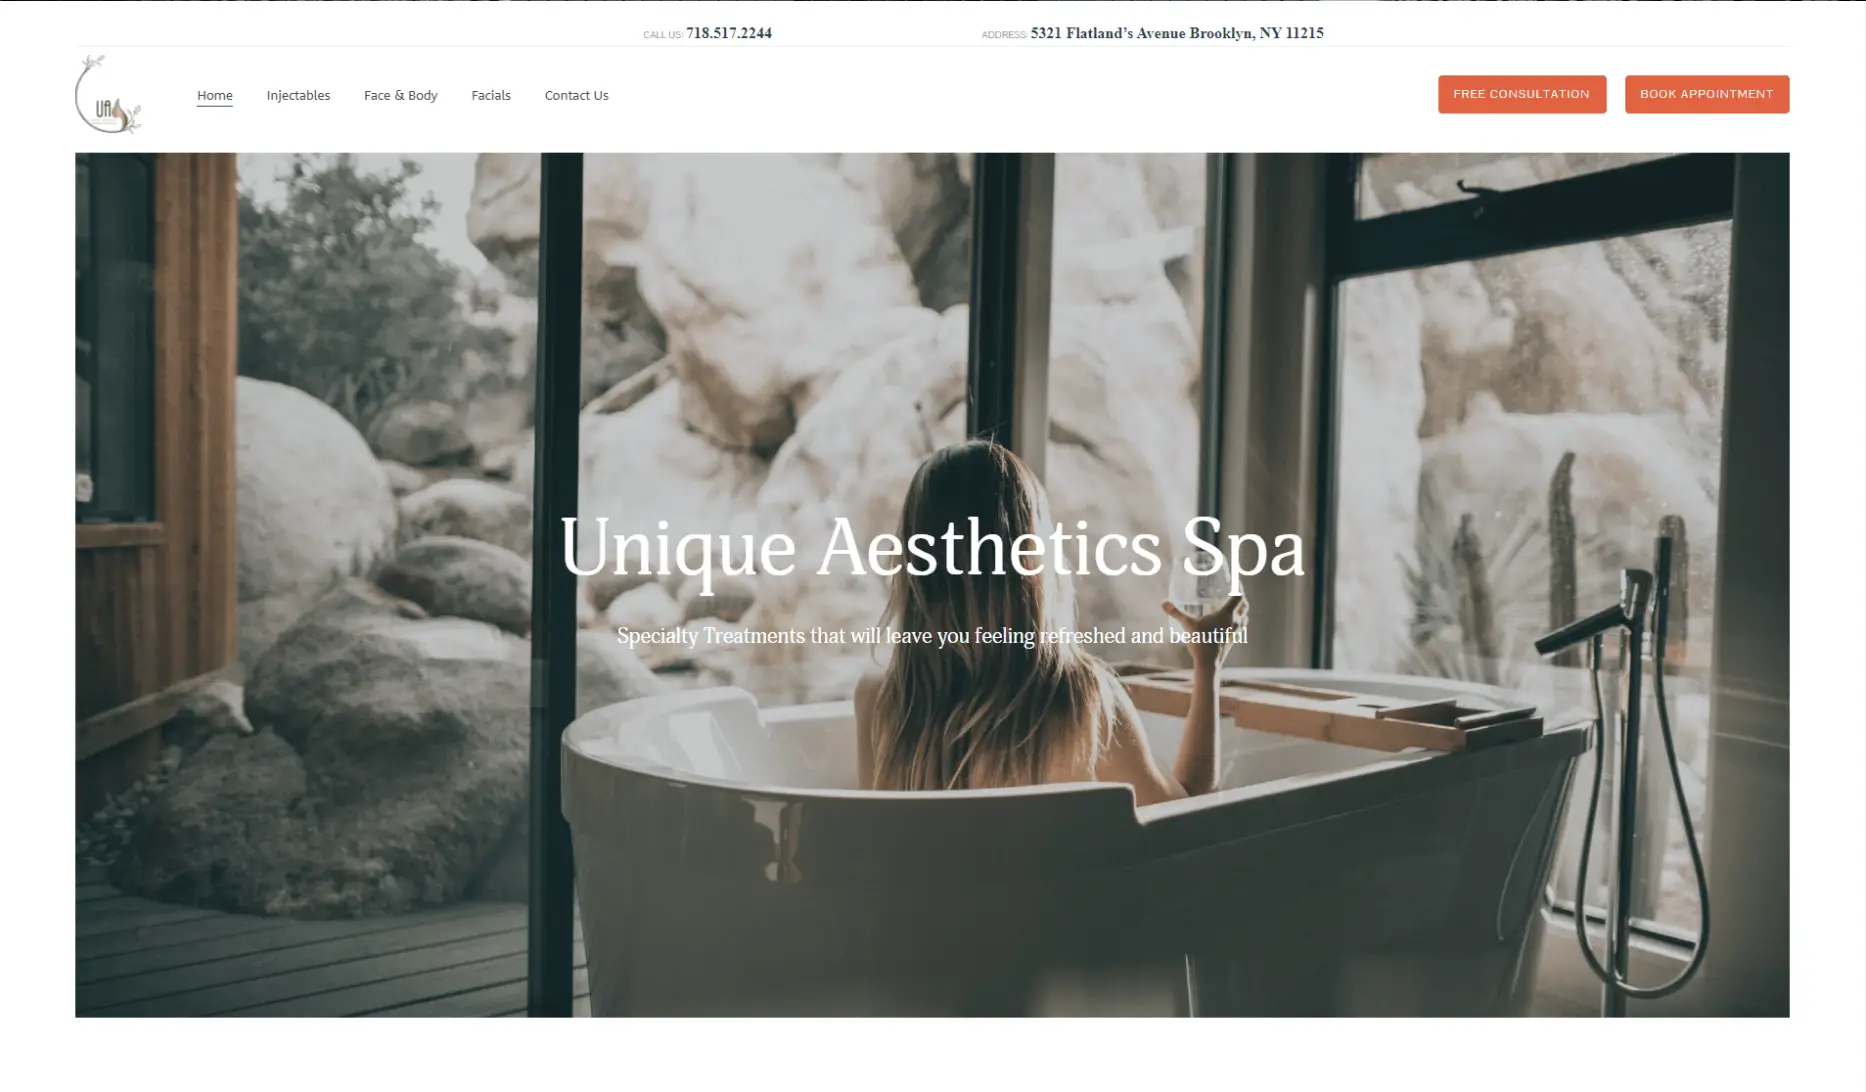 CALL US: 718.517.2244
ADDRESS: 5321 Flatland's Avenue Brooklyn, NY 11215
UA
Home
Injectables
Face & Body
Facials
Contact Us
FREE CONSULTATION
BOOK APPOINTMENT
Unique Aesthetics Spa
Specialty Treatments that will leave you feeling refreshed and beautiful